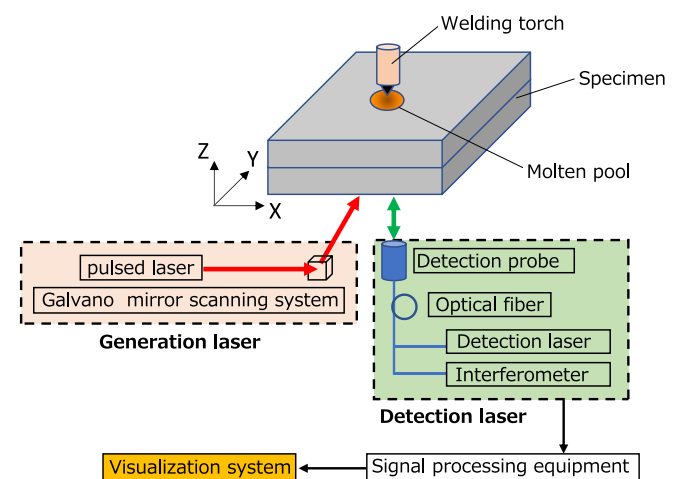 Welding torch
Specimen
Molten pool
Z
Y
X
pulsed laser
Galvano mirror scanning system
Generation laser
Detection probe
Optical fiber
Detection laser
Interferometer
Detection laser
Visualization system
Signal processing equipment